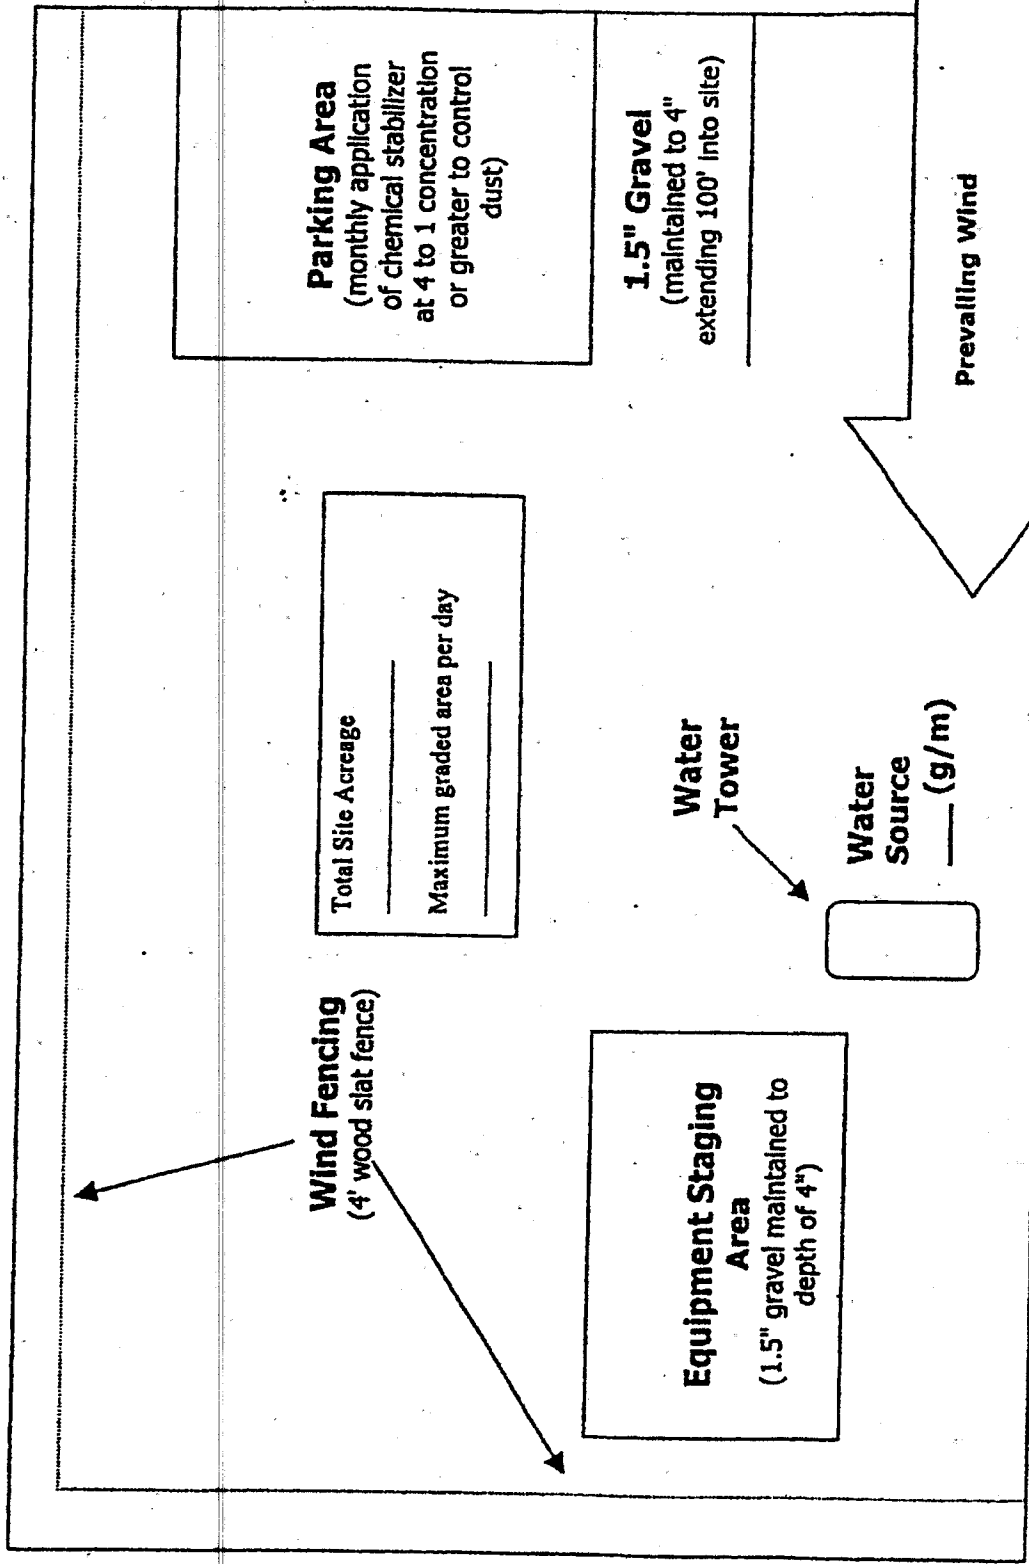 Wind Fencing
(4' wood slat fence)
Total Site Acreage
Maximum graded area per day
Parking Area
(monthly application
of chemical stabilizer
at 4 to 1 concentration
or greater to control
dust)
Equipment Staging
Area
(1.5" gravel maintained to
depth of 4")
Water
Tower
Water
Source
___ (g/m)
1.5" Gravel
(maintained to 4"
extending 100' into site)
Prevailing Wind